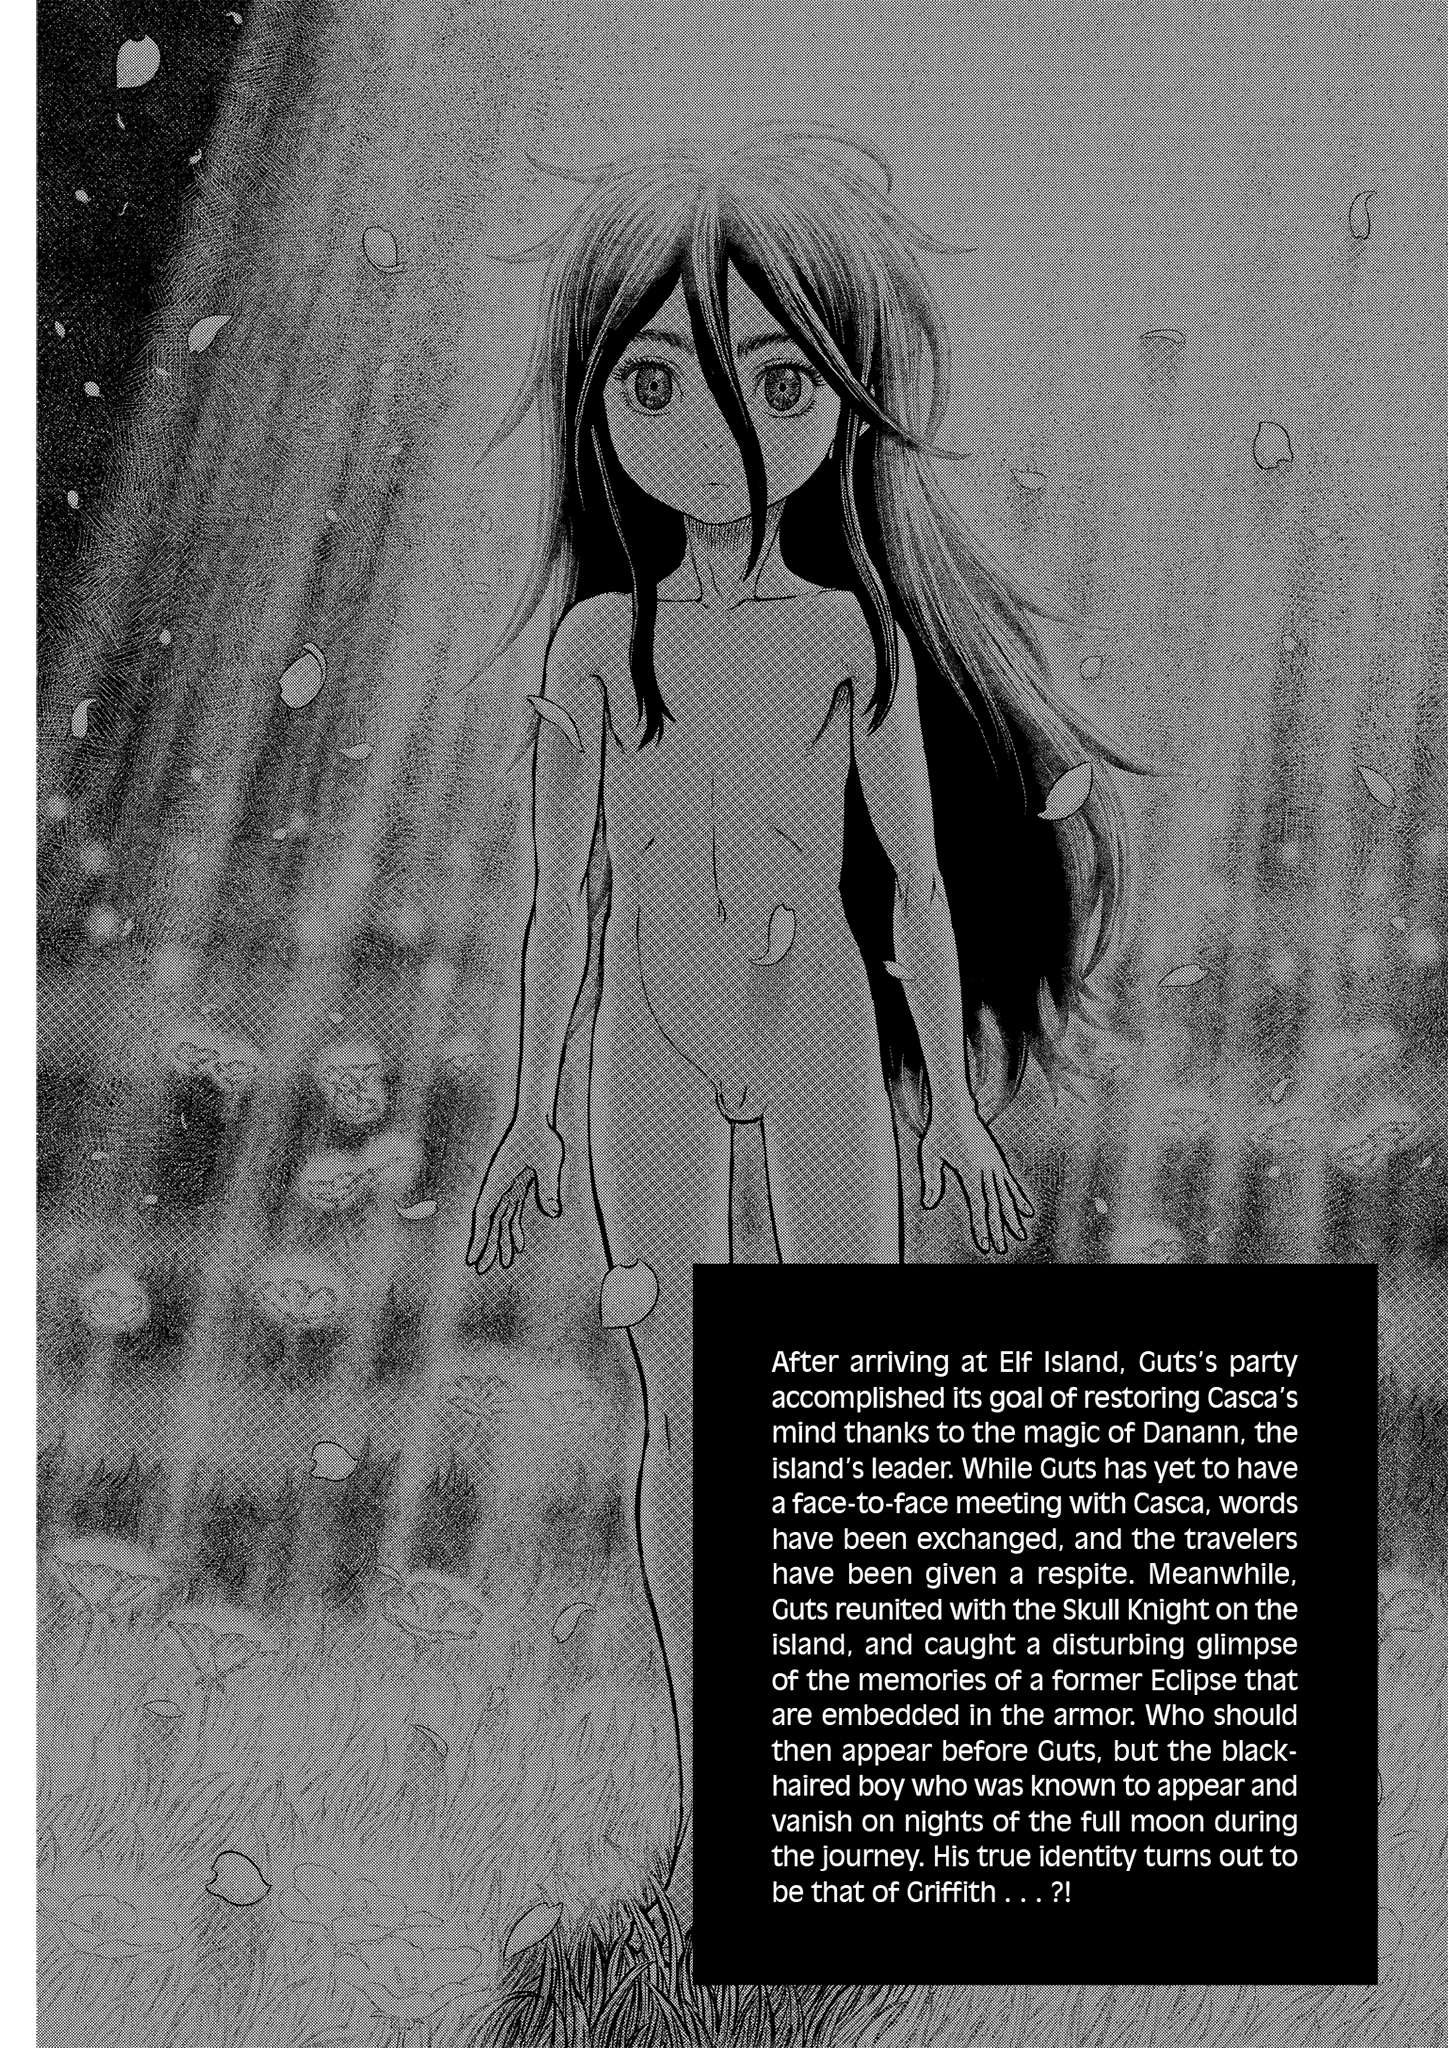 After arriving at Elf Island, Guts’s party
accomplished its goal of restoring Casca’s
mind thanks to the magic of Danann, the
island’s leader. While Guts has yet to have
a face-to-face meeting with Casca, words
have been exchanged, and the travelers
have been given a respite. Meanwhile,
Guts reunited with the Skull Knight on the
island, and caught a disturbing glimpse
of the memories of a former Eclipse that
are embedded in the armor. Who should
then appear before Guts, but the black-
haired boy who was known to appear and
vanish on nights of the full moon during
the journey. His true identity turns out to
be that of Griffith . . . ?!